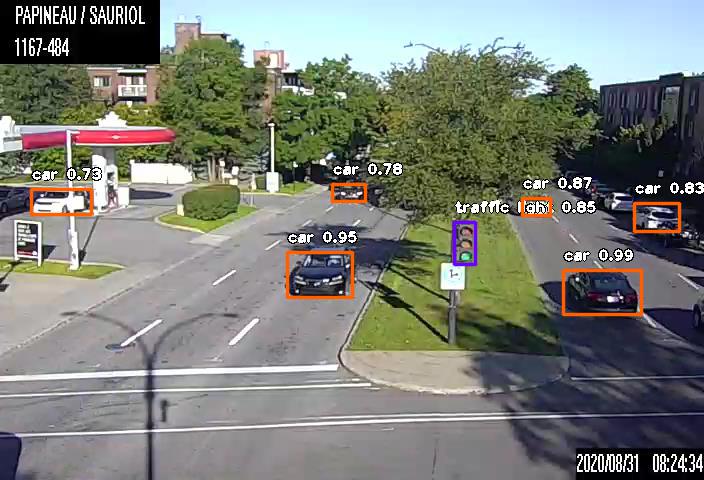 PAPINEAU / SAURIOL
1167-484
car 0.73
car 0.78
car 0.87
car 0.83
traffic light 0.85
car 0.95
car 0.99
2020/08/31 08:24:34